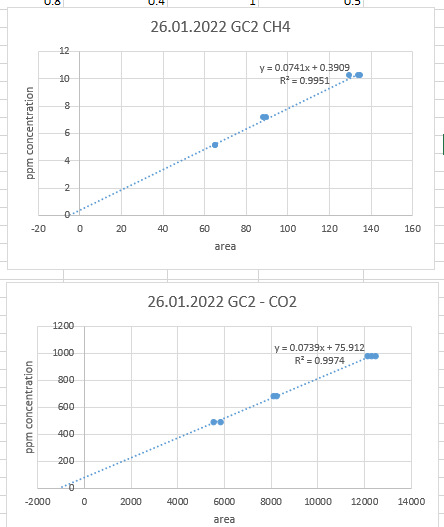 0.8 0.4 1 0.5
26.01.2022 GC2 CH4
12
y = 0.0741x + 0.3909
R² = 0.9951
10
8
6
4
2
0
-20 0 20 40 60 80 100 120 140 160
ppm concentration
area
26.01.2022 GC2 - CO2
1200
y = 0.0739x + 75.912
R² = 0.9974
1000
800
600
400
200
0
-2000 0 2000 4000 6000 8000 10000 12000 14000
ppm concentration
area